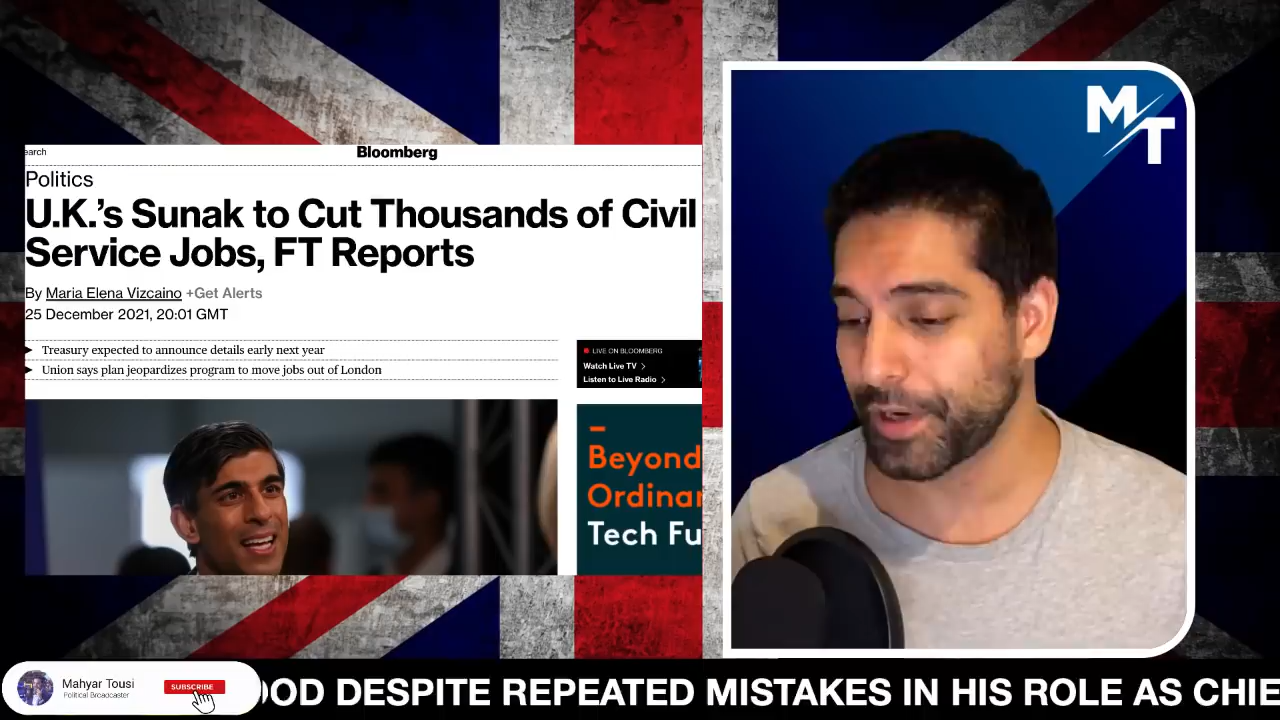 earch
Bloomberg
Politics
U.K.'s Sunak to Cut Thousands of Civil
Service Jobs, FT Reports
By Maria Elena Vizcaino +Get Alerts
25 December 2021, 20:01 GMT
Treasury expected to announce details early next year
Union says plan jeopardizes program to move jobs out of London
LIVE ON BLOOMBERG
Watch Live TV >
Listen to Live Radio >
Beyond
Ordinar
Tech Fu
MT
Mahyar Tousi
Political Broadcaster
SUBSCRIBE
OOD DESPITE REPEATED MISTAKES IN HIS ROLE AS CHIE